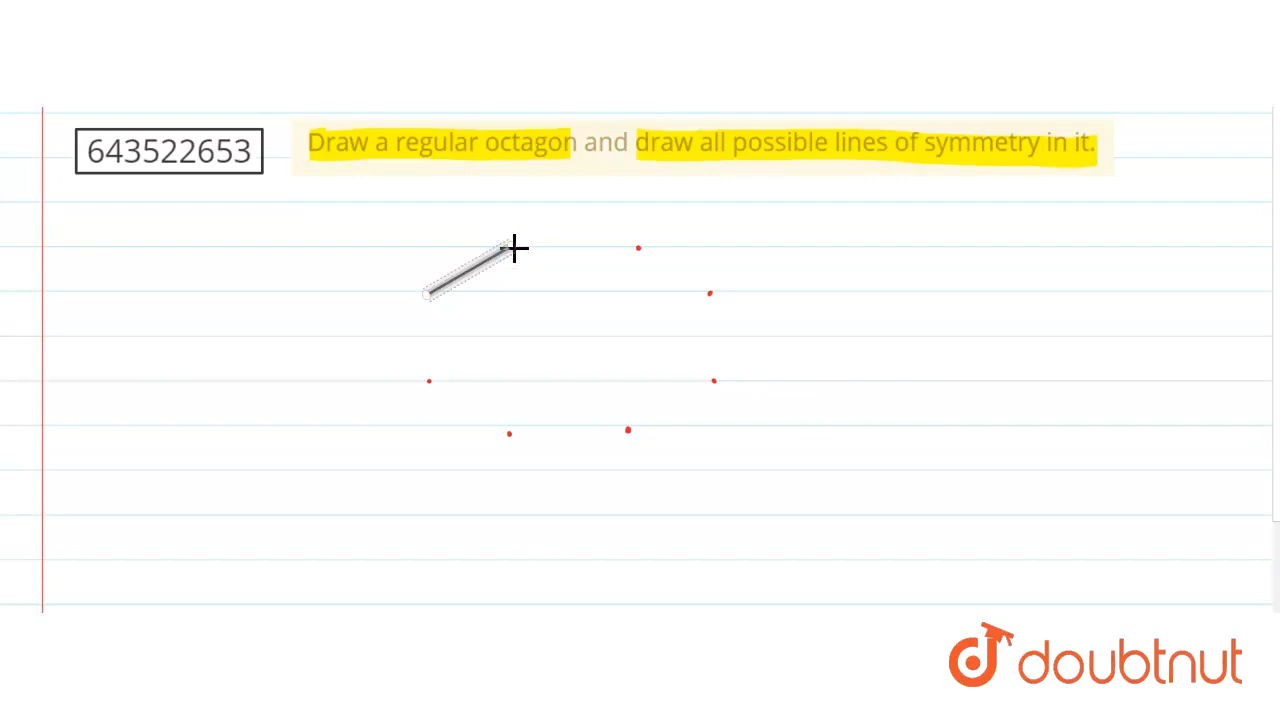 643522653
Draw a regular octagon and draw all possible lines of symmetry in it.
doubtnut